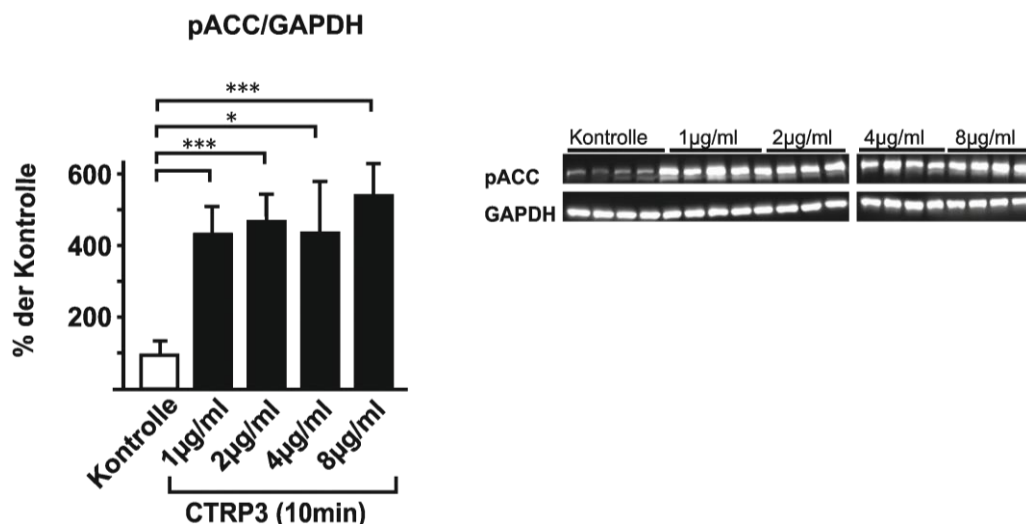 pACC/GAPDH
***
*
***
% der Kontrolle
600
400
200
Kontrolle
1µg/ml
2µg/ml
4µg/ml
8µg/ml
CTRP3 (10min)
Kontrolle 1µg/ml 2µg/ml 4µg/ml 8µg/ml
pACC
GAPDH